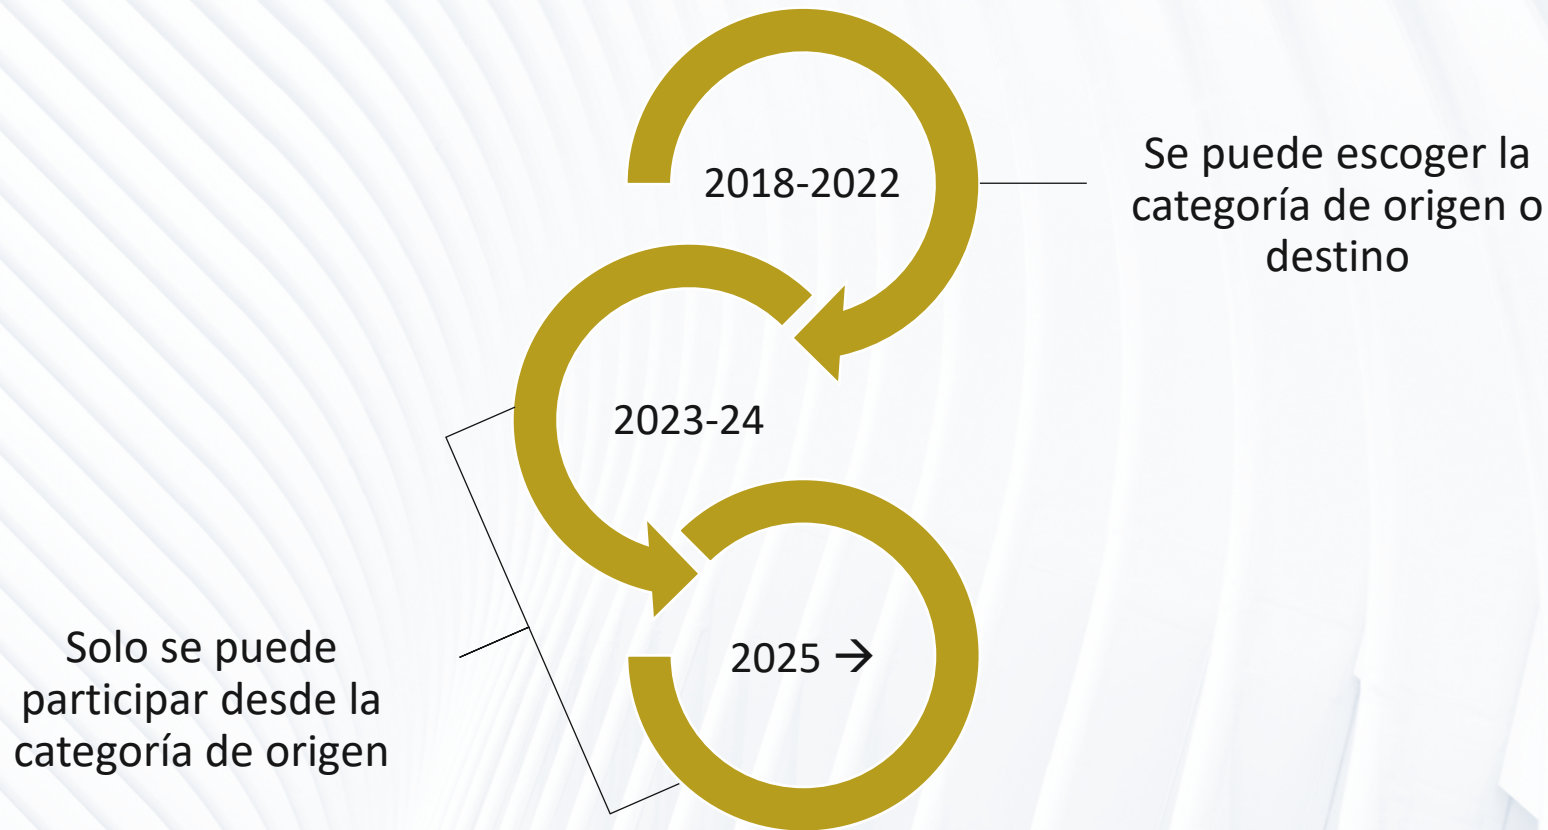 2018-2022
Se puede escoger la
categoría de origen o
destino
2023-24
2025 →
Solo se puede
participar desde la
categoría de origen